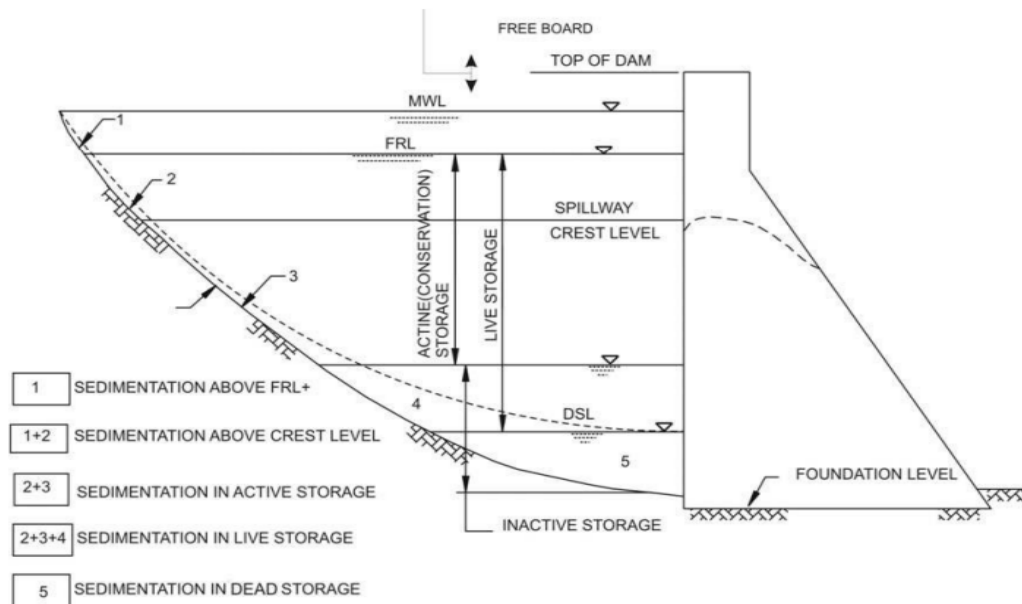 FREE BOARD
TOP OF DAM
MWL
1
FRL
2
SPILLWAY
CREST LEVEL
ACTINE(CONSERVATION)
STORAGE
LIVE STORAGE
3
4
DSL
5
FOUNDATION LEVEL
INACTIVE STORAGE
1 SEDIMENTATION ABOVE FRL+
1+2 SEDIMENTATION ABOVE CREST LEVEL
2+3 SEDIMENTATION IN ACTIVE STORAGE
2+3+4 SEDIMENTATION IN LIVE STORAGE
5 SEDIMENTATION IN DEAD STORAGE